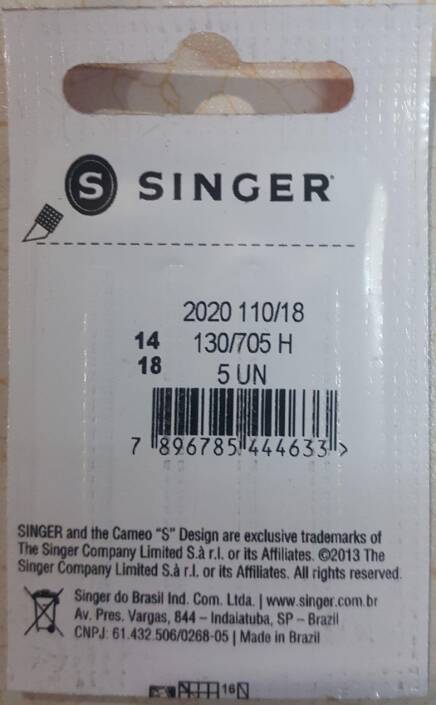 S SINGER
2020 110/18
14 130/705 H
18 5 UN
7 896785 444633 >
SINGER and the Cameo "S" Design are exclusive trademarks of
The Singer Company Limited S.à r.l. or its Affiliates. ©2013 The
Singer Company Limited S.à r.l. or its Affiliates. All rights reserved.
Singer do Brasil Ind. Com. Ltda. | www.singer.com.br
Av. Pres. Vargas, 844 – Indaiatuba, SP – Brazil
CNPJ: 61.432.506/0268-05 | Made in Brazil
16